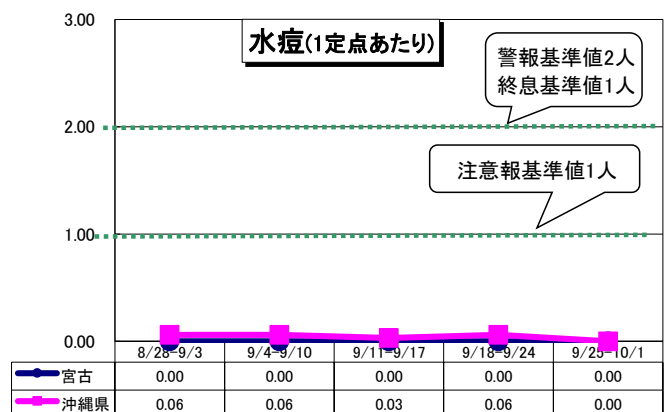 水痘(1定点あたり)
3.00
警報基準値2人
終息基準値1人
2.00
注意報基準値1人
1.00
0.00
8/28-9/3 9/4-9/10 9/11-9/17 9/18-9/24 9/25-10/1
宮古 0.00 0.00 0.00 0.00 0.00
沖縄県 0.06 0.06 0.03 0.06 0.00